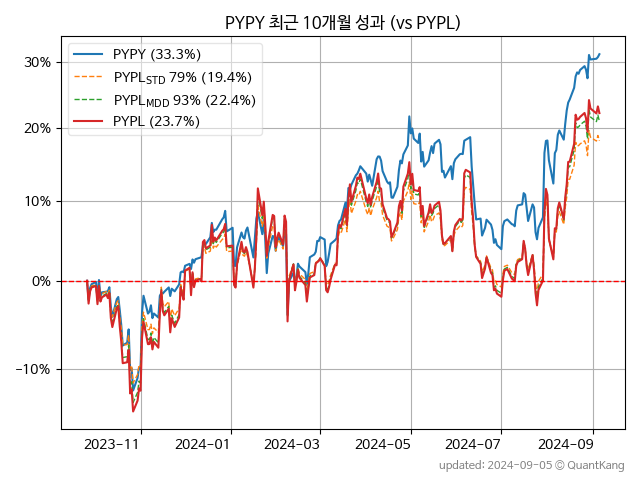 PYPY 최근 10개월 성과 (vs PYPL)
PYPY (33.3%)
PYPL_STD 79% (19.4%)
PYPL_MDD 93% (22.4%)
PYPL (23.7%)
30%
20%
10%
0%
−10%
2023-11
2024-01
2024-03
2024-05
2024-07
2024-09
updated: 2024-09-05 © QuantKang